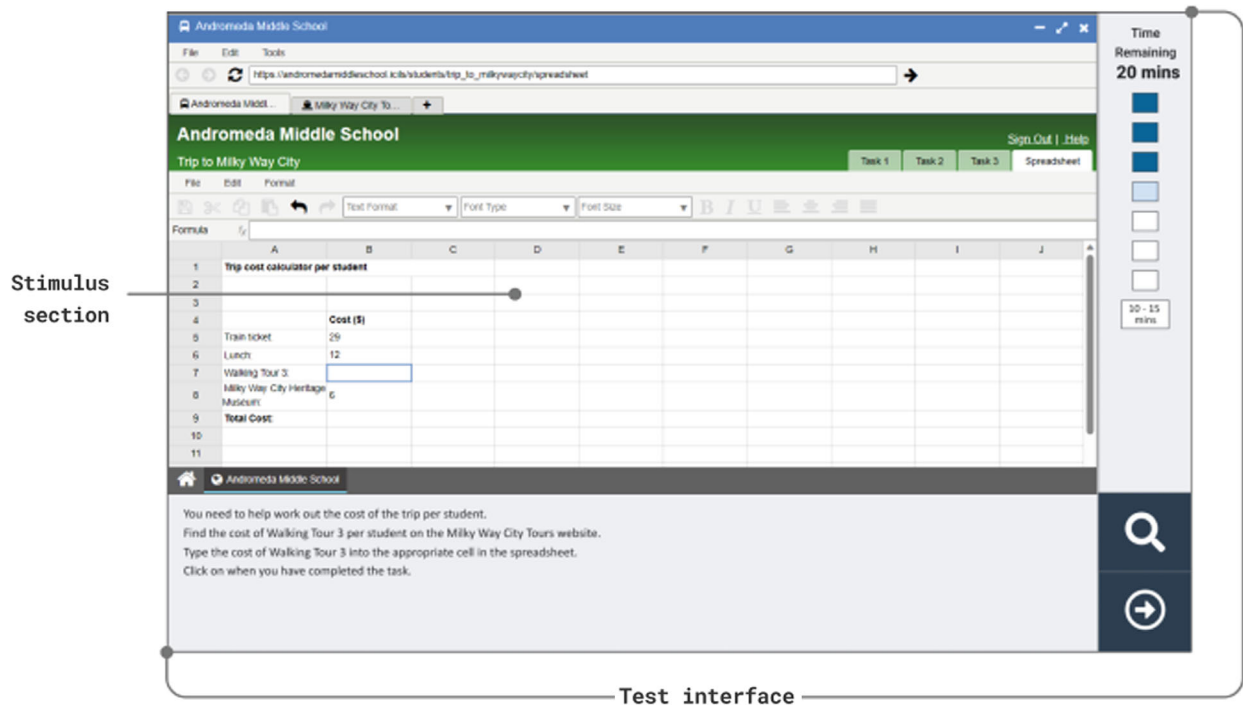 Andromeda Middle School
File Edit Tools
https://andromedamiddleschool.icils/students/trip_to_milkywaycity/spreadsheet
Andromeda Middl... Milky Way City To... +
Andromeda Middle School
Sign Out | Help
Trip to Milky Way City
Task 1 Task 2 Task 3 Spreadsheet
File Edit Format
Text Format Font Type Font Size B I U
Formula fx
A B C D E F G H I J
1 Trip cost calculator per student
2
3
4 Cost ($)
5 Train ticket: 29
6 Lunch: 12
7 Walking Tour 3:
8 Milky Way City Heritage Museum: 6
9 Total Cost:
10
11
Andromeda Middle School
You need to help work out the cost of the trip per student.
Find the cost of Walking Tour 3 per student on the Milky Way City Tours website.
Type the cost of Walking Tour 3 into the appropriate cell in the spreadsheet.
Click on when you have completed the task.
Time
Remaining
20 mins
10 - 15
mins
Stimulus
section
Test interface